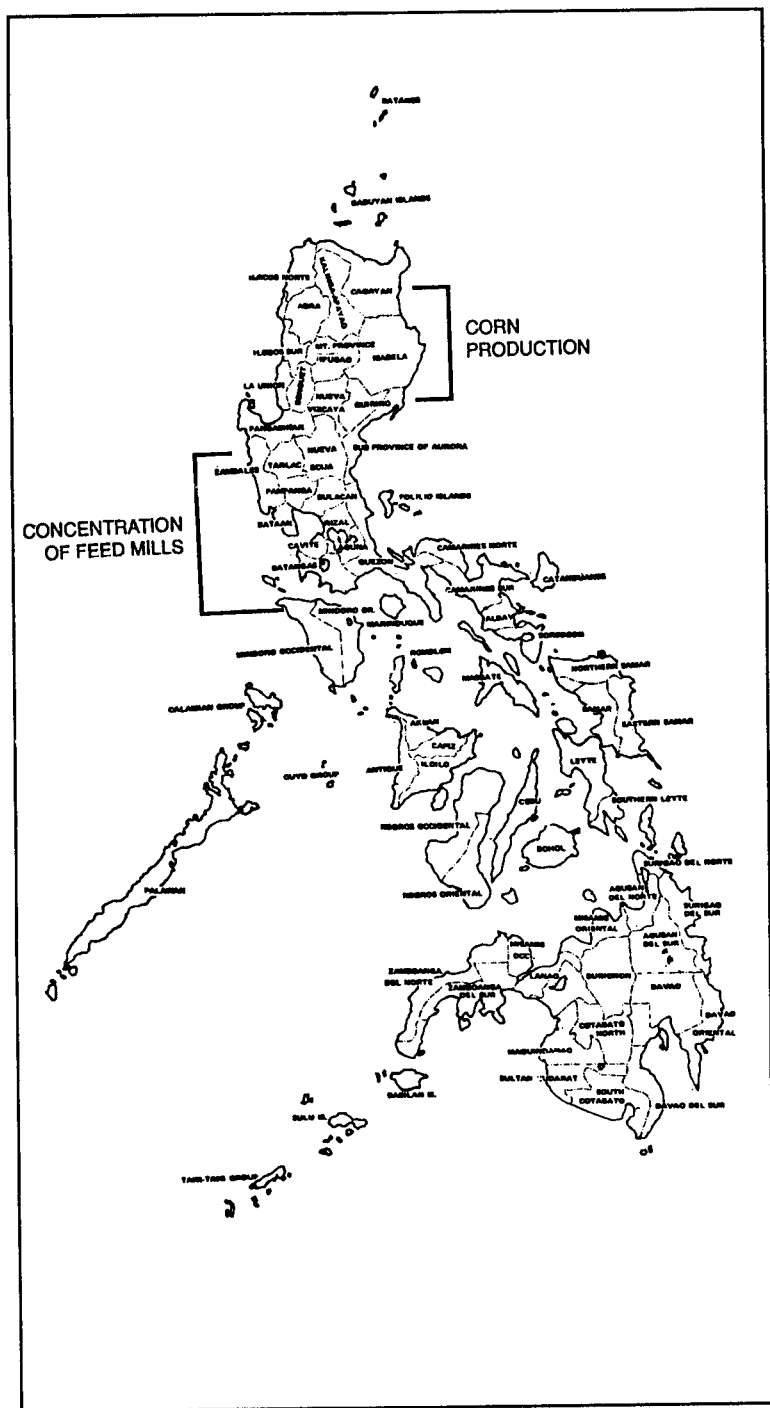 BATANES
BABUYAN ISLANDS
ILOCOS NORTE
KALINGA-APAYAO
CAGAYAN
ABRA
CORN
PRODUCTION
ILOCOS SUR
MT. PROVINCE
IFUGAO
ISABELA
LA UNION
BENGUET
NUEVA
VIZCAYA
QUIRINO
PANGASINAN
NUEVA
ECIJA
SUB PROVINCE OF AURORA
ZAMBALES
TARLAC
PAMPANGA
BULACAN
POLILIO ISLANDS
CONCENTRATION
OF FEED MILLS
BATAAN
RIZAL
CAVITE
LAGUNA
BATANGAS
QUEZON
CAMARINES NORTE
CAMARINES SUR
CATANDUANES
ALBAY
SORSOGON
MINDORO OR.
MARINDUQUE
MINDORO OCCIDENTAL
ROMBLON
MASBATE
NORTHERN SAMAR
SAMAR
EASTERN SAMAR
CALAMIAN GROUP
AKLAN
CAPIZ
ILOILO
ANTIQUE
CUYO GROUP
LEYTE
SOUTHERN LEYTE
CEBU
NEGROS OCCIDENTAL
BOHOL
NEGROS ORIENTAL
PALAWAN
SURIGAO DEL NORTE
AGUSAN
DEL NORTE
SURIGAO
DEL SUR
MISAMIS
ORIENTAL
AGUSAN
DEL SUR
MISAMIS
OCC
ZAMBOANGA
DEL NORTE
ZAMBOANGA
DEL SUR
LANAO
BUKIDNON
DAVAO
DAVAO
ORIENTAL
COTABATO
NORTH
MAGUINDANAO
SULTAN KUDARAT
SOUTH
COTABATO
DAVAO DEL SUR
BASILAN IS.
SULU IS.
TAWI-TAWI GROUP